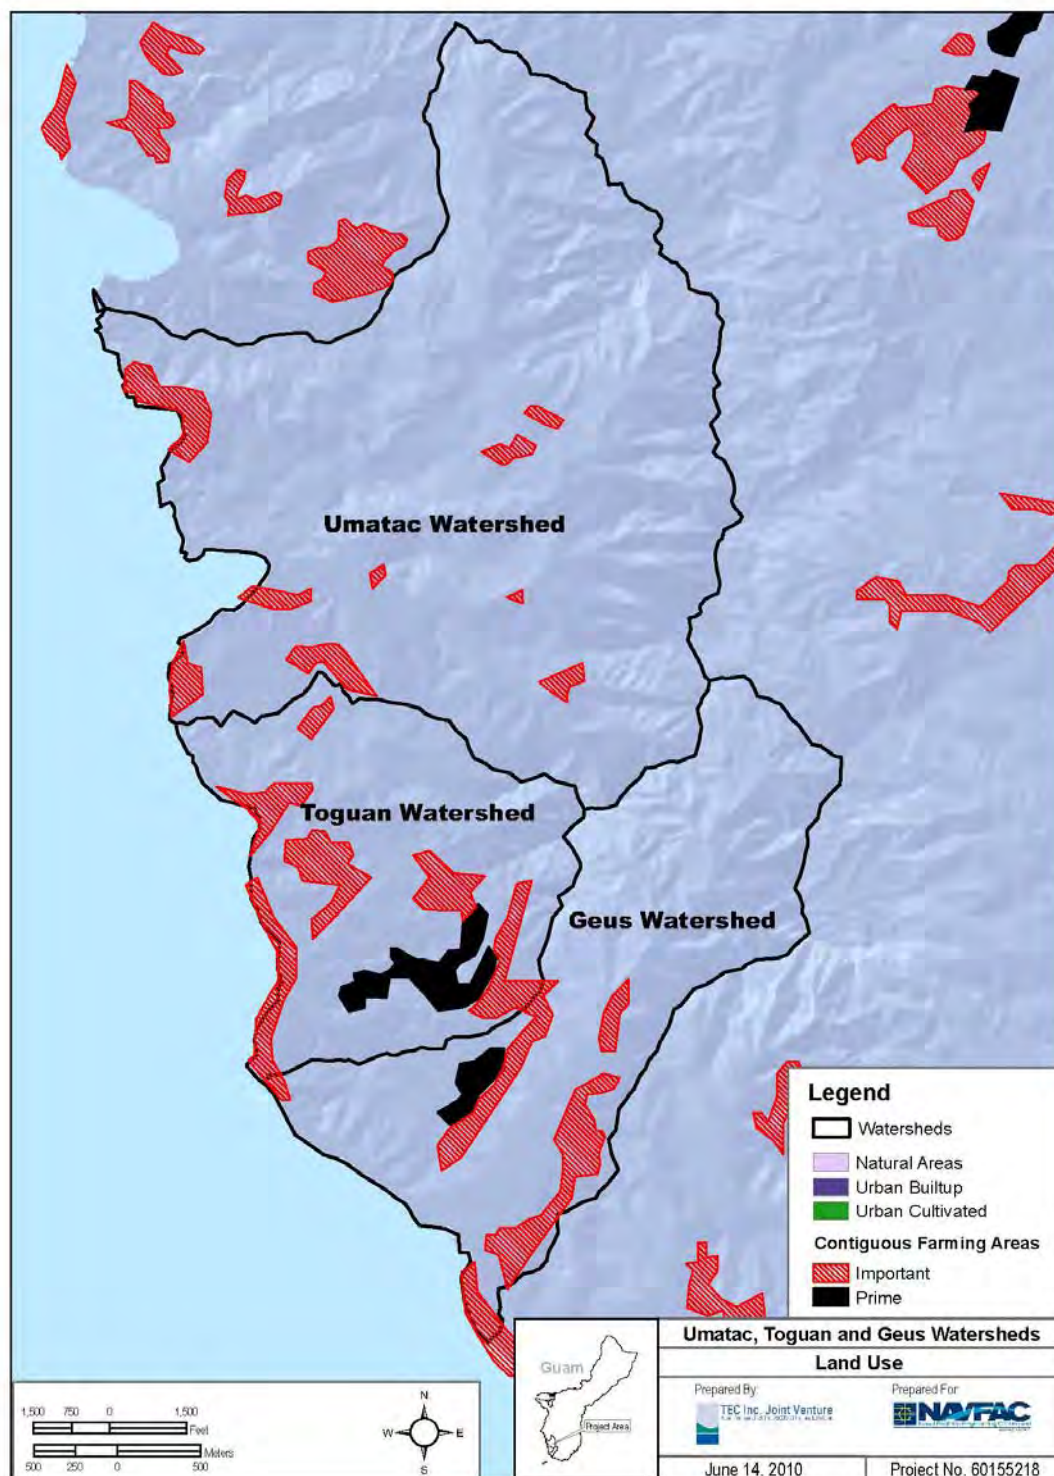 Umatac Watershed
Toguan Watershed
Geus Watershed
Legend
Watersheds
Natural Areas
Urban Builtup
Urban Cultivated
Contiguous Farming Areas
Important
Prime
Umatac, Toguan and Geus Watersheds
Land Use
Guam
Project Area
Prepared By:
TEC Inc. Joint Venture
Prepared For:
NAVFAC
June 14, 2010
Project No. 60155218
1,500 750 0 1,500
Feet
Meters
500 250 0 500
N
W E
S